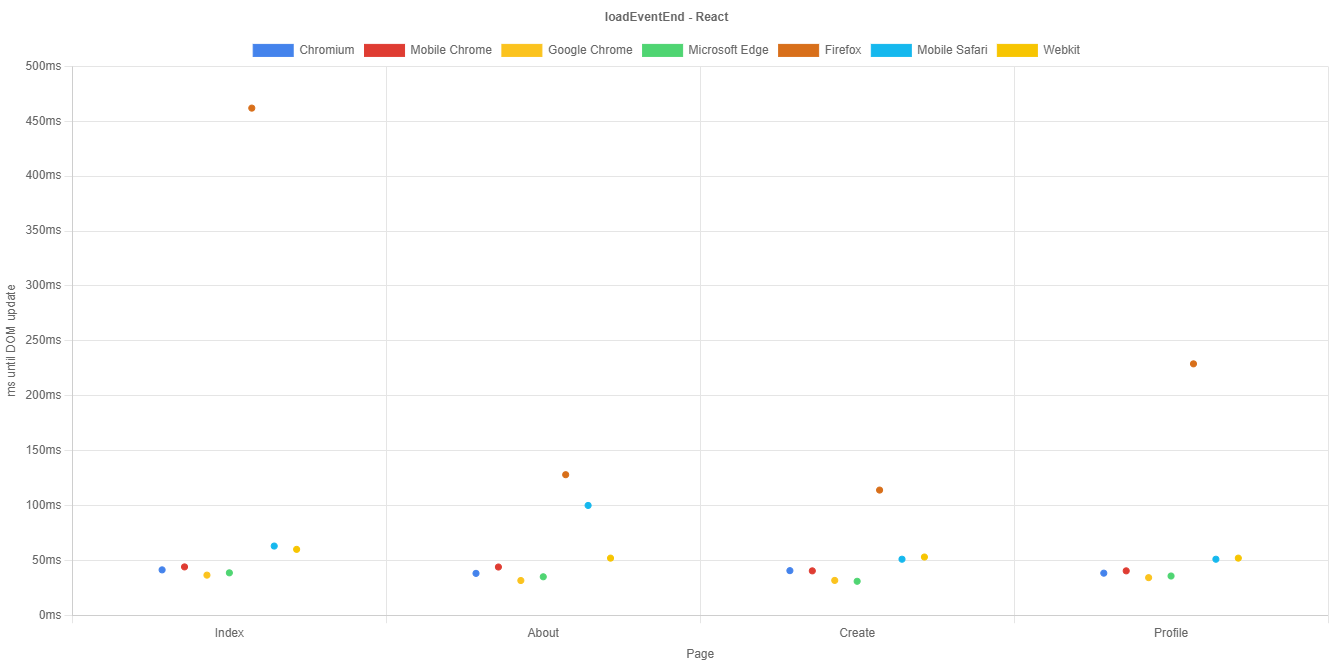 loadEventEnd - React
Chromium Mobile Chrome Google Chrome Microsoft Edge Firefox Mobile Safari Webkit
500ms
450ms
400ms
350ms
300ms
250ms
200ms
150ms
100ms
50ms
0ms
ms until DOM update
Index About Create Profile
Page